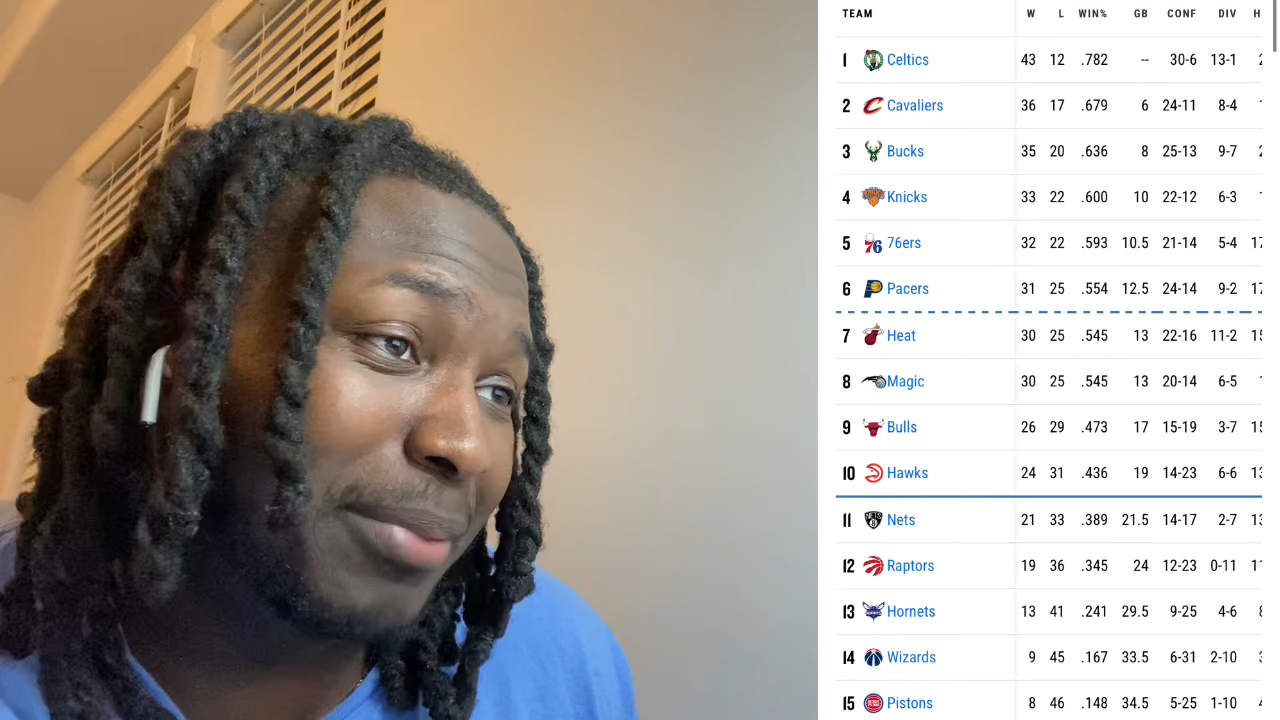 TEAM W L WIN% GB CONF DIV H
1 Celtics 43 12 .782 -- 30-6 13-1
2 Cavaliers 36 17 .679 6 24-11 8-4
3 Bucks 35 20 .636 8 25-13 9-7
4 Knicks 33 22 .600 10 22-12 6-3
5 76ers 32 22 .593 10.5 21-14 5-4 17
6 Pacers 31 25 .554 12.5 24-14 9-2 17
7 Heat 30 25 .545 13 22-16 11-2 15
8 Magic 30 25 .545 13 20-14 6-5
9 Bulls 26 29 .473 17 15-19 3-7 15
10 Hawks 24 31 .436 19 14-23 6-6 13
11 Nets 21 33 .389 21.5 14-17 2-7 13
12 Raptors 19 36 .345 24 12-23 0-11 11
13 Hornets 13 41 .241 29.5 9-25 4-6
14 Wizards 9 45 .167 33.5 6-31 2-10
15 Pistons 8 46 .148 34.5 5-25 1-10